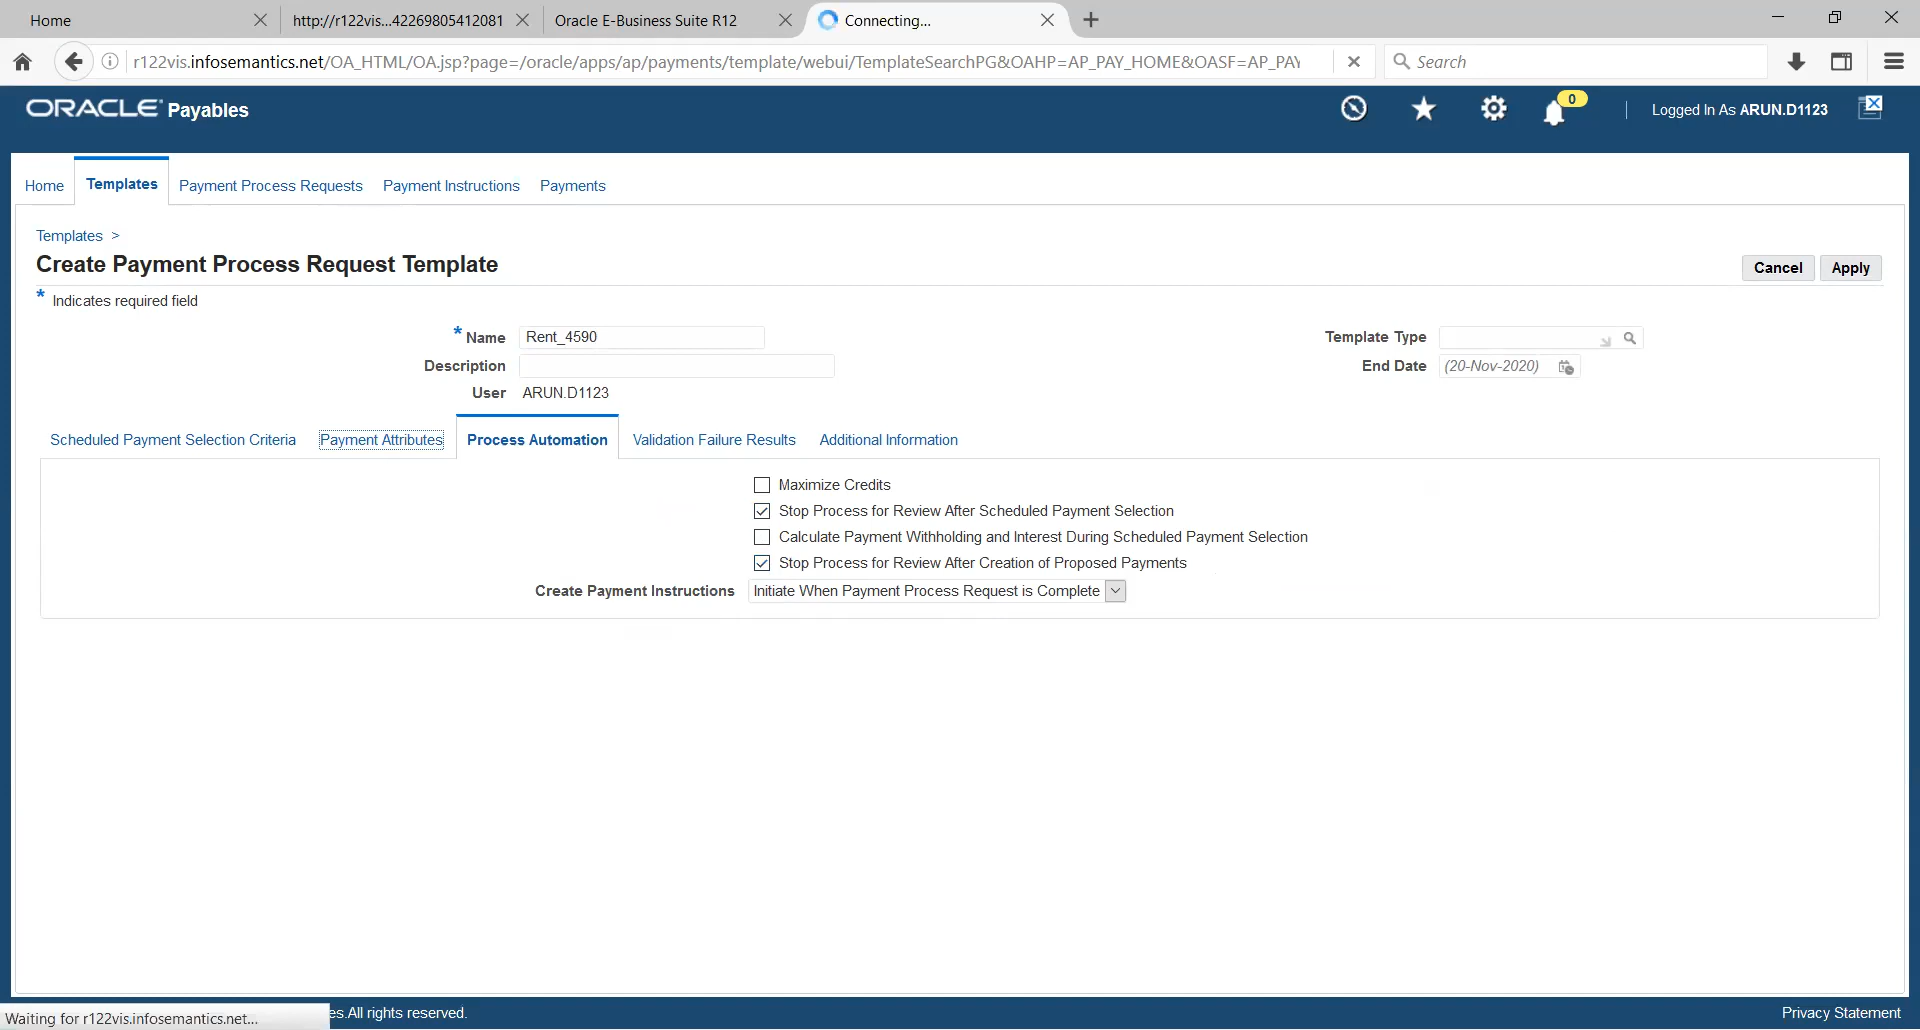 Home
http://r122vis...42269805412081
Oracle E-Business Suite R12
Connecting...
r122vis.infosemantics.net/OA_HTML/OA.jsp?page=/oracle/apps/ap/payments/template/webui/TemplateSearchPG&OAHP=AP_PAY_HOME&OASF=AP_PAY
Search
ORACLE Payables
0
Logged In As ARUN.D1123
Home
Templates
Payment Process Requests
Payment Instructions
Payments
Templates >
Create Payment Process Request Template
Cancel
Apply
* Indicates required field
* Name Rent_4590
Template Type
Description
End Date (20-Nov-2020)
User ARUN.D1123
Scheduled Payment Selection Criteria
Payment Attributes
Process Automation
Validation Failure Results
Additional Information
Maximize Credits
Stop Process for Review After Scheduled Payment Selection
Calculate Payment Withholding and Interest During Scheduled Payment Selection
Stop Process for Review After Creation of Proposed Payments
Create Payment Instructions Initiate When Payment Process Request is Complete
Waiting for r122vis.infosemantics.net...
es.All rights reserved.
Privacy Statement